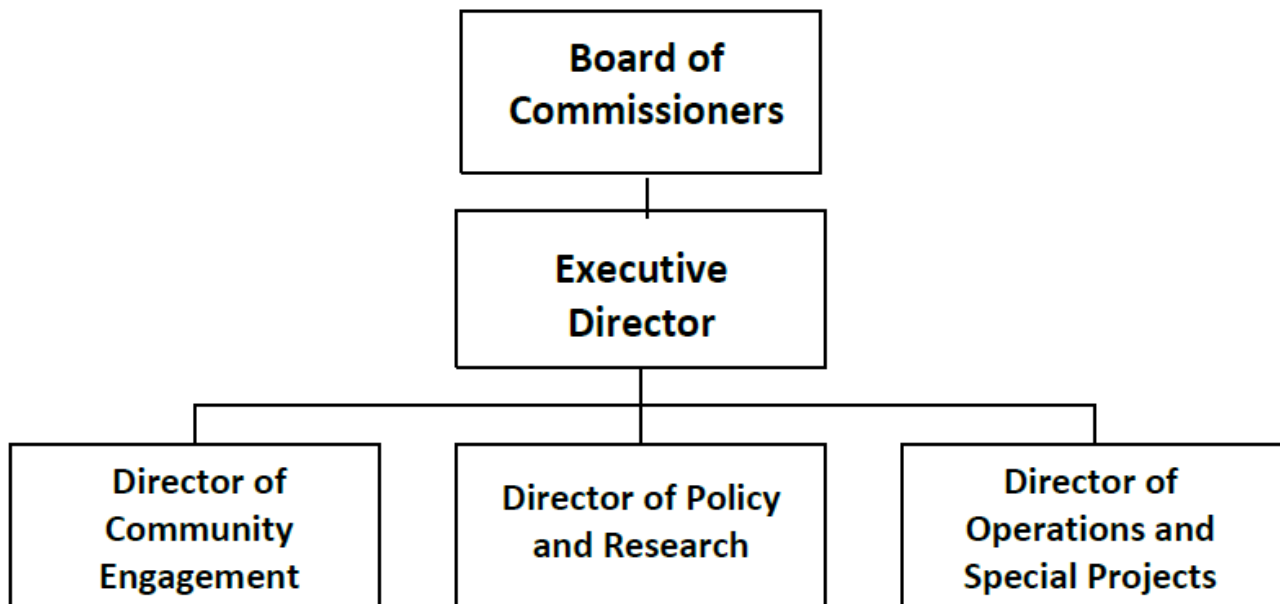 Board of
Commissioners
Executive
Director
Director of
Community
Engagement
Director of Policy
and Research
Director of
Operations and
Special Projects